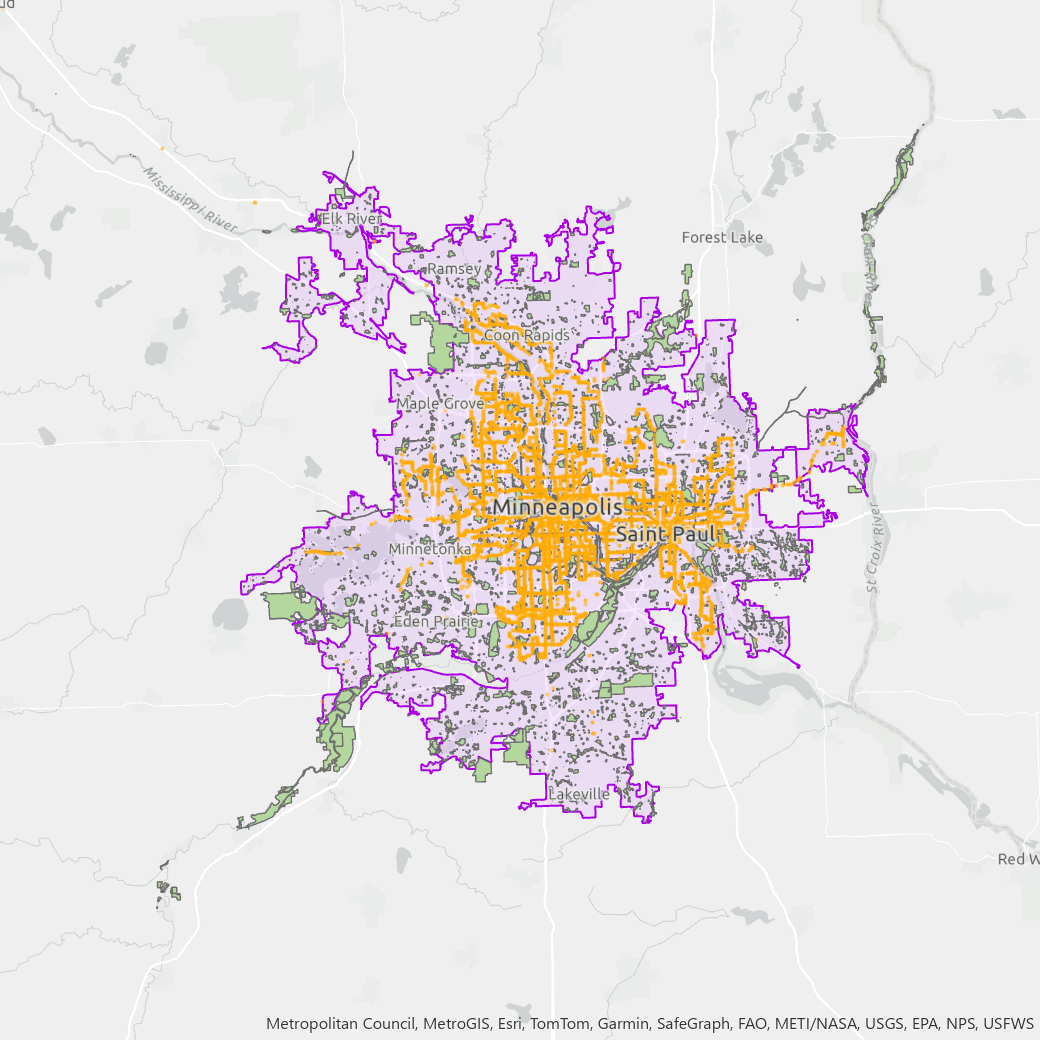 ud
Mississippi River
Elk River
Forest Lake
Ramsey
Coon Rapids
Maple Grove
Minneapolis
Saint Paul
Minnetonka
St Croix River
Eden Prairie
Lakeville
Red W
Metropolitan Council, MetroGIS, Esri, TomTom, Garmin, SafeGraph, FAO, METI/NASA, USGS, EPA, NPS, USFWS